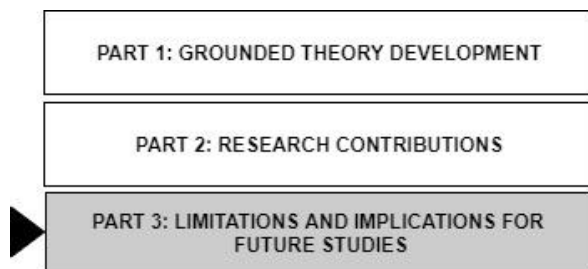 PART 1: GROUNDED THEORY DEVELOPMENT
PART 2: RESEARCH CONTRIBUTIONS
PART 3: LIMITATIONS AND IMPLICATIONS FOR
FUTURE STUDIES